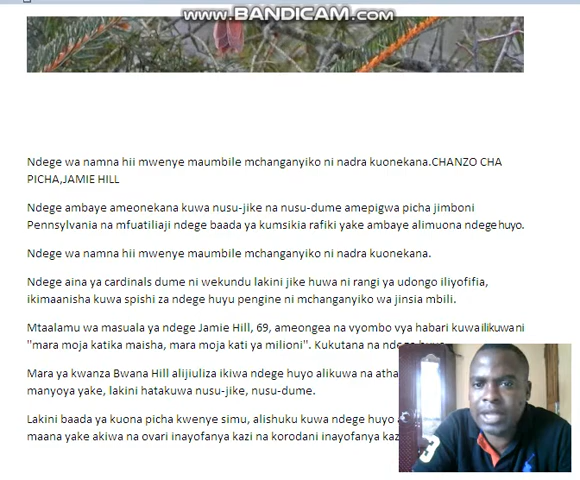 www.BANDICAM.com
Ndege wa namna hii mwenye maumbile mchanganyiko ni nadra kuonekana.CHANZO CHA
PICHA,JAMIE HILL
Ndege ambaye ameonekana kuwa nusu-jike na nusu-dume amepigwa picha jimboni
Pennsylvania na mfuatiliaji ndege baada ya kumsikia rafiki yake ambaye alimuona ndege huyo.
Ndege wa namna hii mwenye maumbile mchanganyiko ni nadra kuonekana.
Ndege aina ya cardinals dume ni wekundu lakini jike huwa ni rangi ya udongo iliyofifia,
ikimaanisha kuwa spishi za ndege huyu pengine ni mchanganyiko wa jinsia mbili.
Mtaalamu wa masuala ya ndege Jamie Hill, 69, ameongea na vyombo vya habari kuwa ilikuwa ni
"mara moja katika maisha, mara moja kati ya milioni". Kukutana na
Mara ya kwanza Bwana Hill alijiuliza ikiwa ndege huyo alikuwa na
manyoya yake, lakini hatakuwa nusu-jike, nusu-dume.
Lakini baada ya kuona picha kwenye simu, alishuku kuwa ndege huyo
maana yake akiwa na ovari inayofanya kazi na korodani inayofanya
3